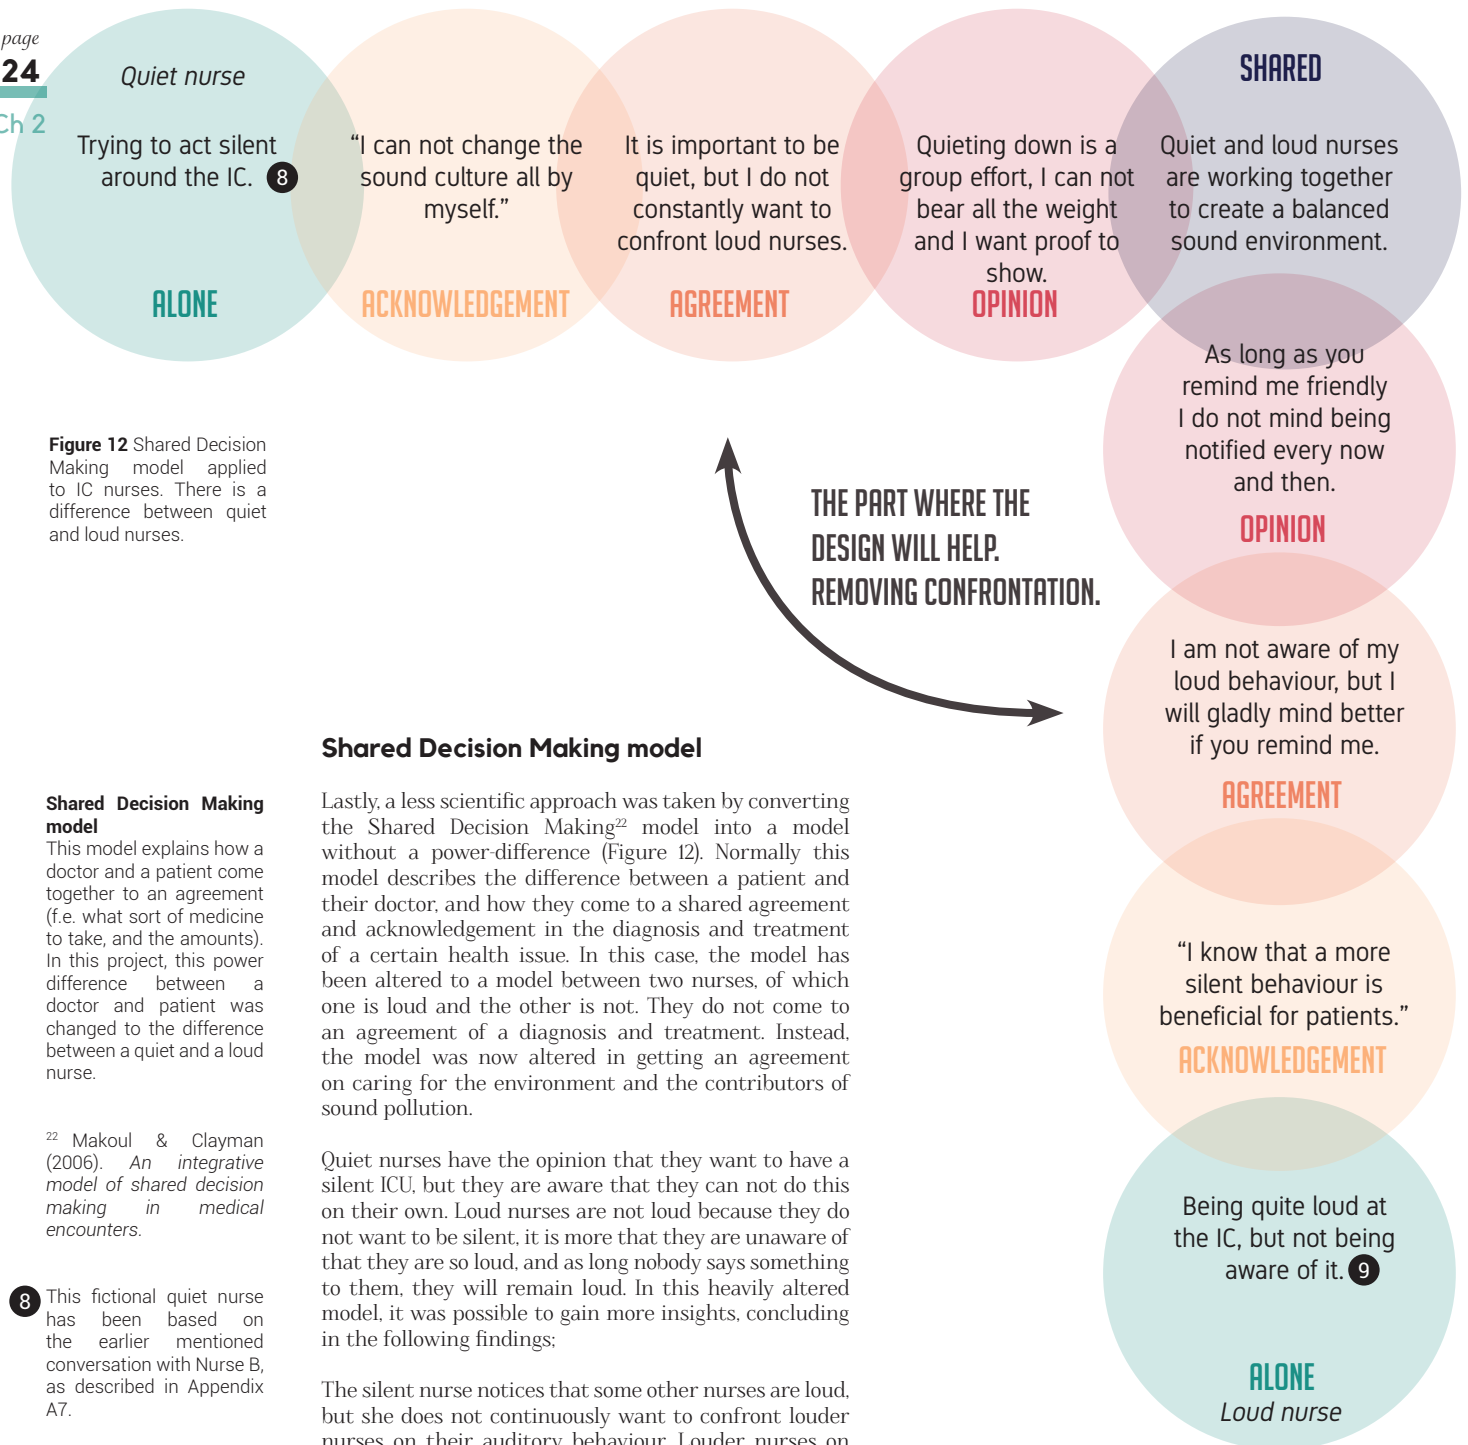 page
24
Ch 2
Quiet nurse
Trying to act silent
around the IC. 8
ALONE
“I can not change the
sound culture all by
myself.”
ACKNOWLEDGEMENT
It is important to be
quiet, but I do not
constantly want to
confront loud nurses.
AGREEMENT
Quieting down is a
group effort, I can not
bear all the weight
and I want proof to
show.
OPINION
SHARED
Quiet and loud nurses
are working together
to create a balanced
sound environment.
As long as you
remind me friendly
I do not mind being
notified every now
and then.
OPINION
I am not aware of my
loud behaviour, but I
will gladly mind better
if you remind me.
AGREEMENT
“I know that a more
silent behaviour is
beneficial for patients.”
ACKNOWLEDGEMENT
Being quite loud at
the IC, but not being
aware of it. 9
ALONE
Loud nurse
THE PART WHERE THE
DESIGN WILL HELP.
REMOVING CONFRONTATION.
Figure 12 Shared Decision
Making model applied
to IC nurses. There is a
difference between quiet
and loud nurses.
Shared Decision Making
model
This model explains how a
doctor and a patient come
together to an agreement
(f.e. what sort of medicine
to take, and the amounts).
In this project, this power
difference between a
doctor and patient was
changed to the difference
between a quiet and a loud
nurse.
22 Makoul & Clayman
(2006). An integrative
model of shared decision
making in medical
encounters.
8 This fictional quiet nurse
has been based on
the earlier mentioned
conversation with Nurse B,
as described in Appendix
A7.
Shared Decision Making model
Lastly, a less scientific approach was taken by converting
the Shared Decision Making22 model into a model
without a power-difference (Figure 12). Normally this
model describes the difference between a patient and
their doctor, and how they come to a shared agreement
and acknowledgement in the diagnosis and treatment
of a certain health issue. In this case, the model has
been altered to a model between two nurses, of which
one is loud and the other is not. They do not come to
an agreement of a diagnosis and treatment. Instead,
the model was now altered in getting an agreement
on caring for the environment and the contributors of
sound pollution.
Quiet nurses have the opinion that they want to have a
silent ICU, but they are aware that they can not do this
on their own. Loud nurses are not loud because they do
not want to be silent, it is more that they are unaware of
that they are so loud, and as long nobody says something
to them, they will remain loud. In this heavily altered
model, it was possible to gain more insights, concluding
in the following findings;
The silent nurse notices that some other nurses are loud,
but she does not continuously want to confront louder
nurses on their auditory behaviour. Louder nurses on